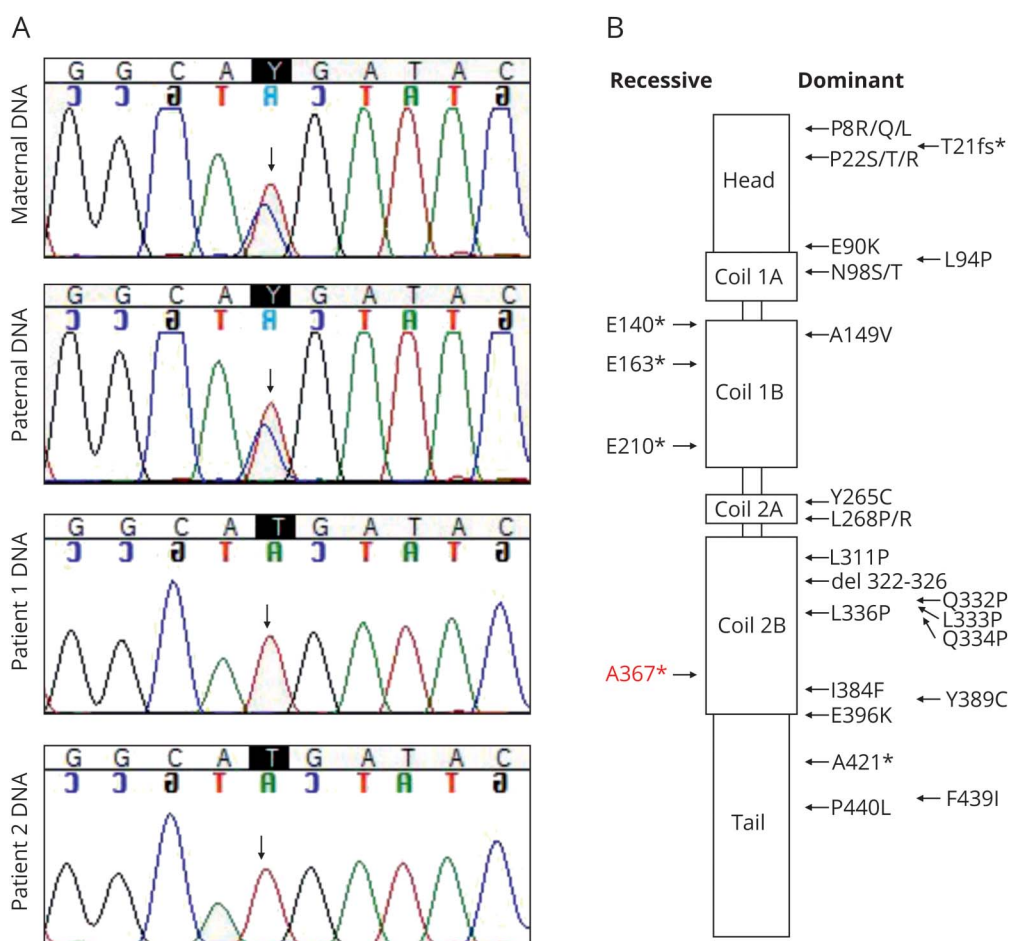 A
Maternal DNA
G G C A Y G A T A C
C C G T R C T A T G
Paternal DNA
G G C A Y G A T A C
C C G T R C T A T G
Patient 1 DNA
G G C A T G A T A C
C C G T A C T A T G
Patient 2 DNA
G G C A T G A T A C
C C G T A C T A T G
B
Recessive
Dominant
Head
P8R/Q/L
T21fs*
P22S/T/R
E90K
L94P
Coil 1A
N98S/T
E140*
A149V
E163*
Coil 1B
E210*
Y265C
Coil 2A
L268P/R
L311P
del 322-326
Q332P
L336P
L333P
Coil 2B
Q334P
A367*
I384F
Y389C
E396K
A421*
F439I
P440L
Tail